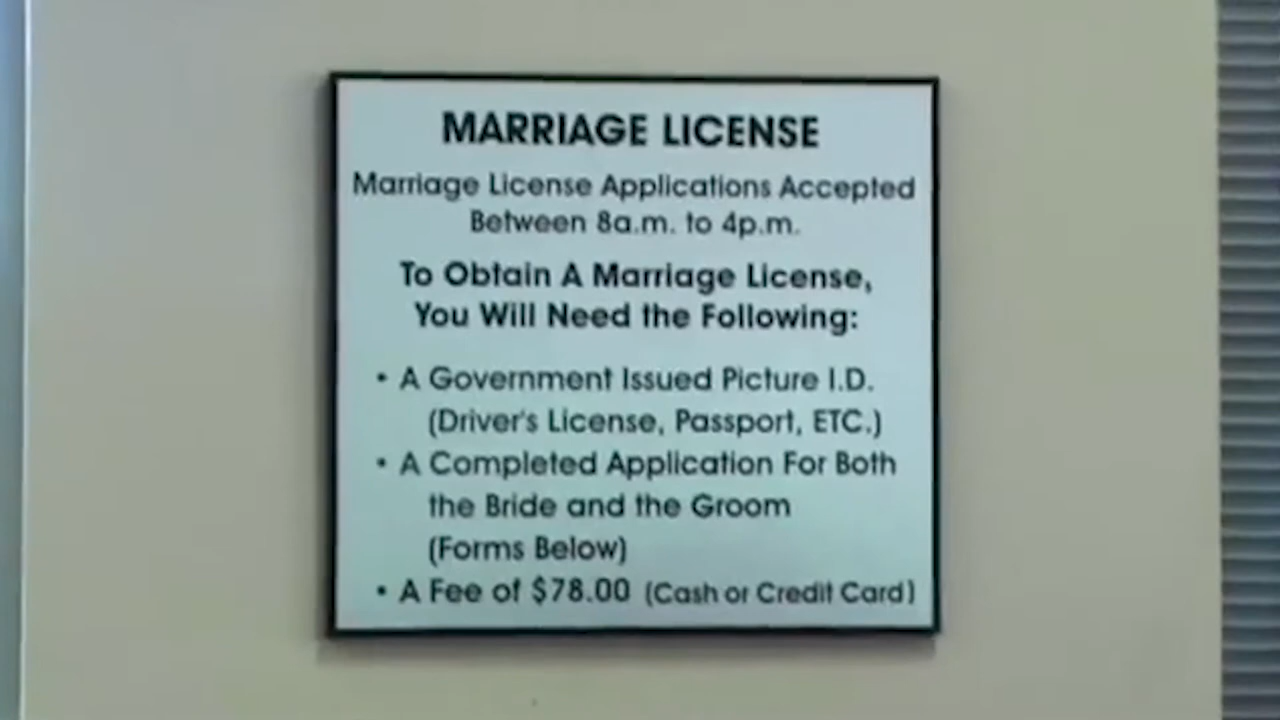 MARRIAGE LICENSE
Marriage License Applications Accepted
Between 8a.m. to 4p.m.
To Obtain A Marriage License,
You Will Need the Following:
• A Government Issued Picture I.D.
(Driver's License, Passport, ETC.)
• A Completed Application For Both
the Bride and the Groom
(Forms Below)
• A Fee of $78.00 (Cash or Credit Card)